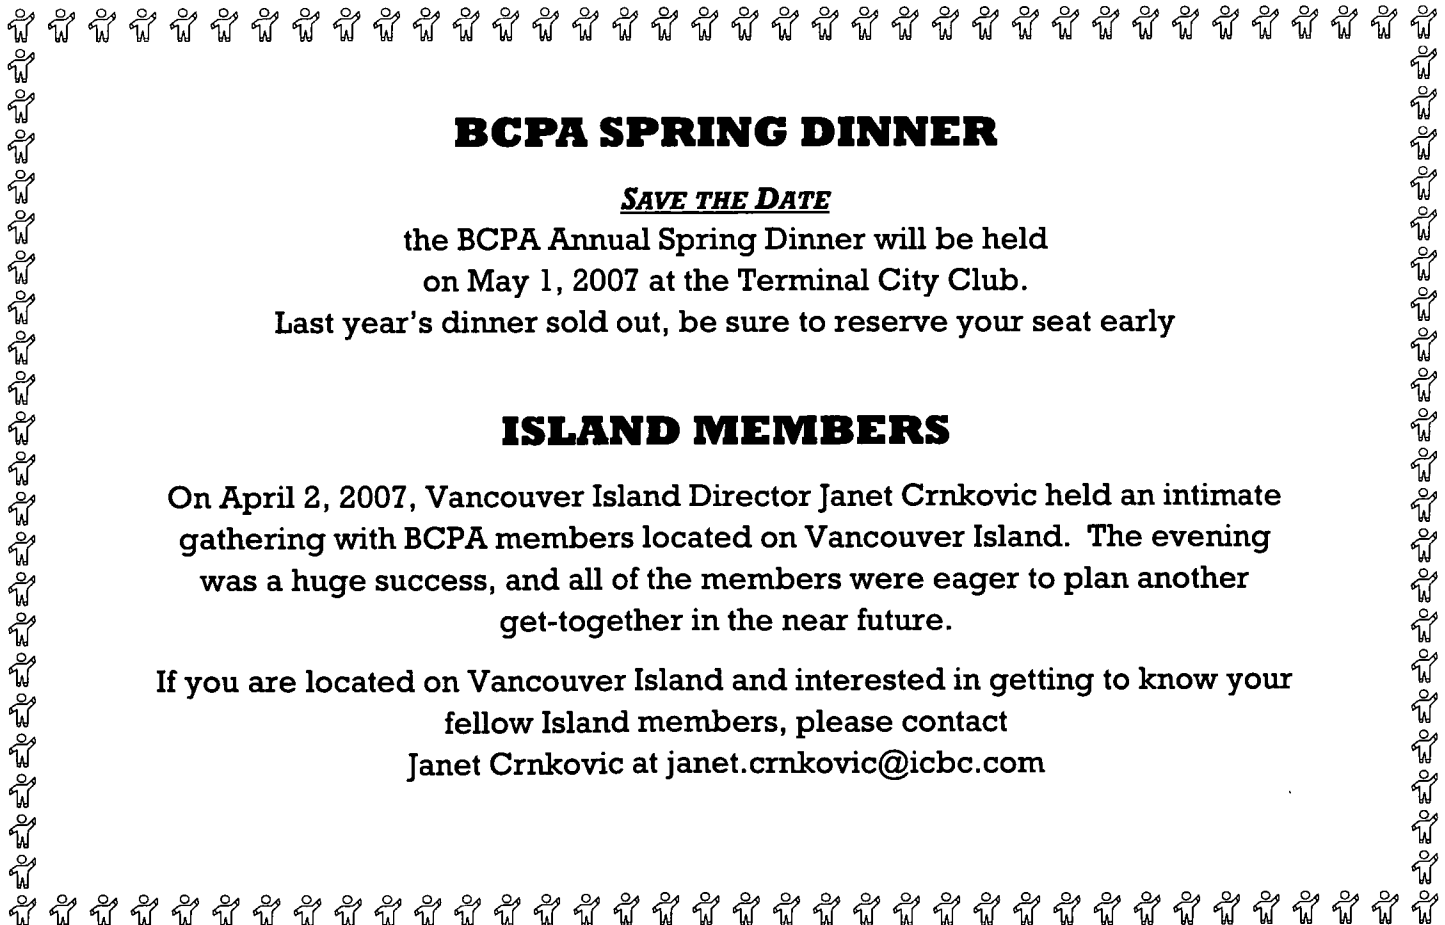 BCPA SPRING DINNER
SAVE THE DATE
the BCPA Annual Spring Dinner will be held
on May 1, 2007 at the Terminal City Club.
Last year's dinner sold out, be sure to reserve your seat early
ISLAND MEMBERS
On April 2, 2007, Vancouver Island Director Janet Crnkovic held an intimate
gathering with BCPA members located on Vancouver Island.  The evening
was a huge success, and all of the members were eager to plan another
get-together in the near future.
If you are located on Vancouver Island and interested in getting to know your
fellow Island members, please contact
Janet Crnkovic at janet.crnkovic@icbc.com